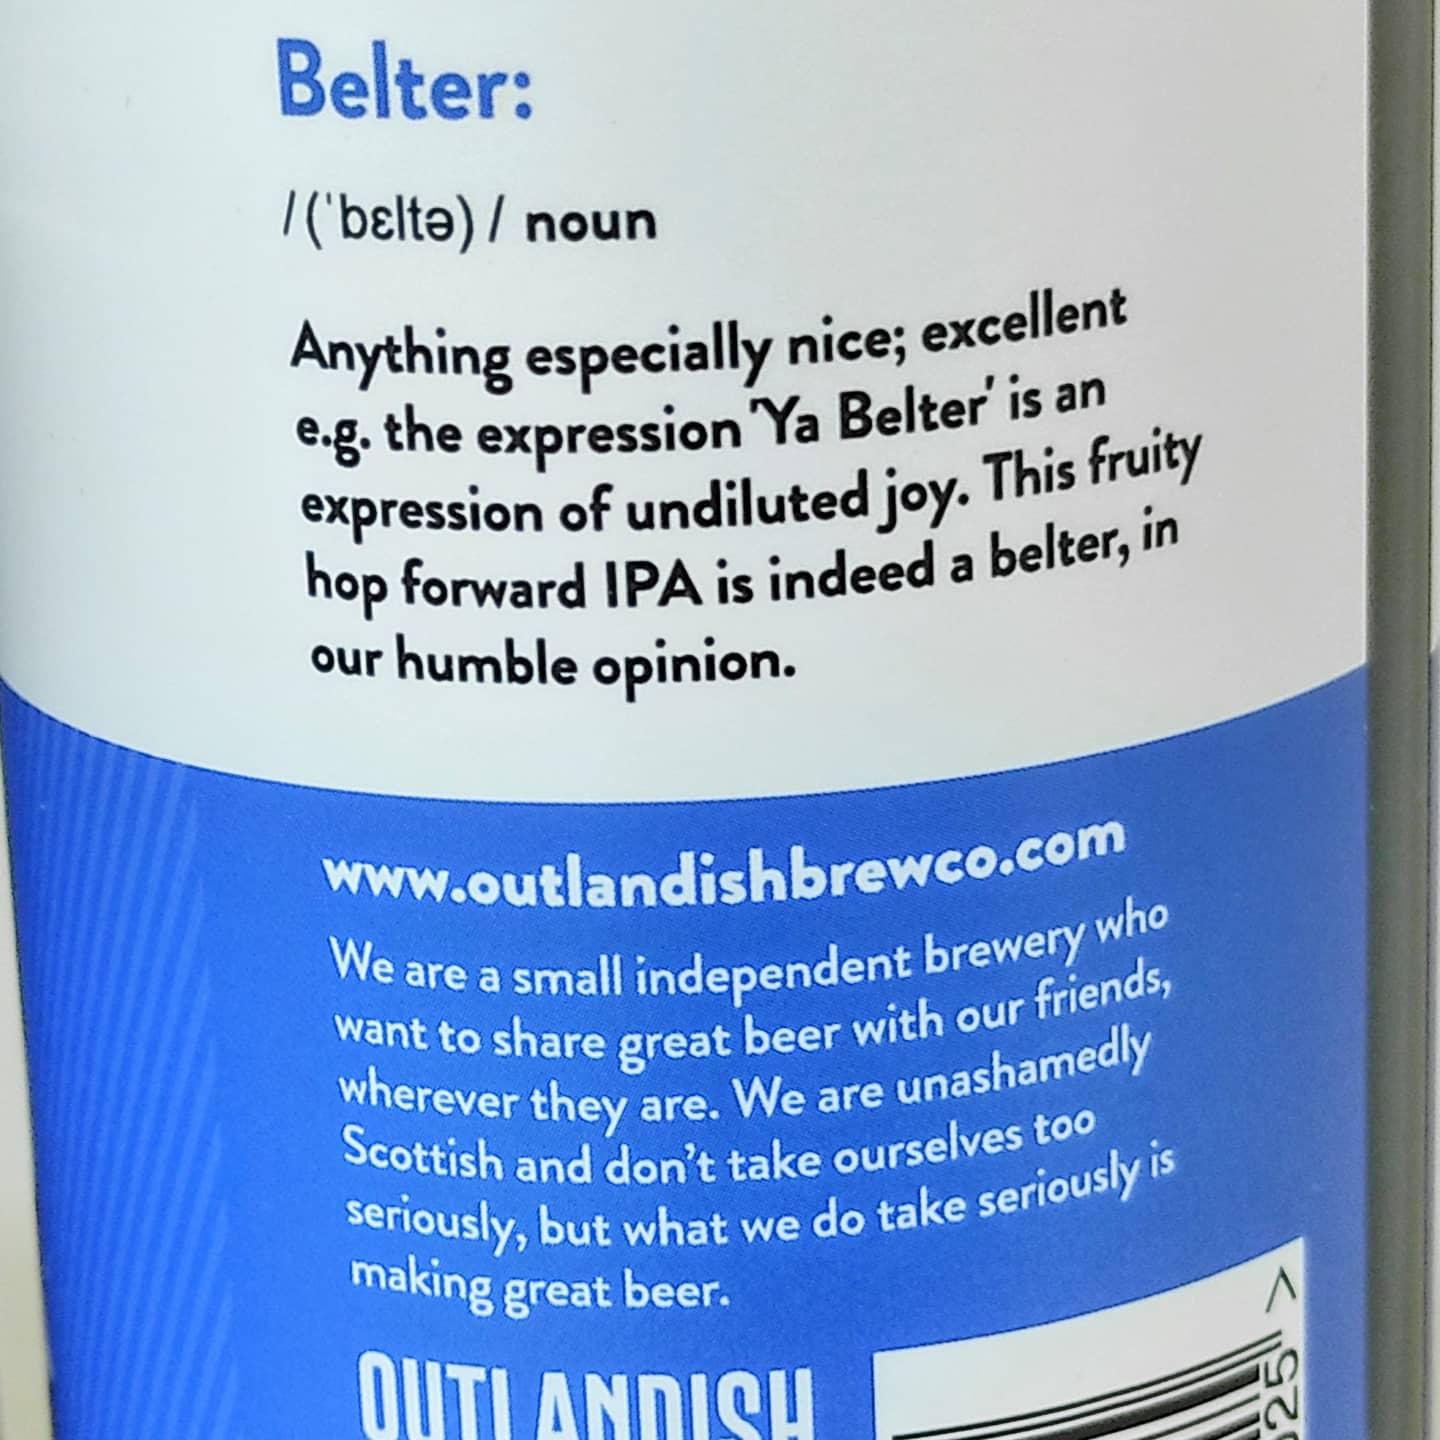 Belter:
/(ˈbɛltə)/ noun
Anything especially nice; excellent
e.g. the expression 'Ya Belter' is an
expression of undiluted joy. This fruity
hop forward IPA is indeed a belter, in
our humble opinion.
www.outlandishbrewco.com
We are a small independent brewery who
want to share great beer with our friends,
wherever they are. We are unashamedly
Scottish and don't take ourselves too
seriously, but what we do take seriously is
making great beer.
OUTLANDISH
025 >